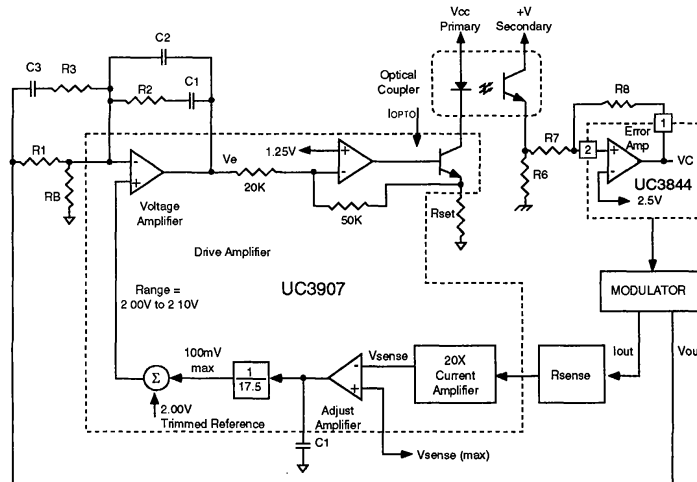 Vcc
Primary
+V
Secondary
C2
C3
R3
R2
C1
Optical
Coupler
IOPTO
R8
1
R1
RB
-
+
Voltage
Amplifier
Ve
20K
1.25V
+
-
50K
Rset
R6
R7
2
Error
Amp
+
-
VC
UC3844
2.5V
Drive Amplifier
UC3907
Range =
2 00V to 2 10V
MODULATOR
100mV
max
Σ
1
17.5
2.00V
Trimmed Reference
-
+
Adjust
Amplifier
C1
Vsense
20X
Current
Amplifier
Rsense
Iout
Vou
Vsense (max)